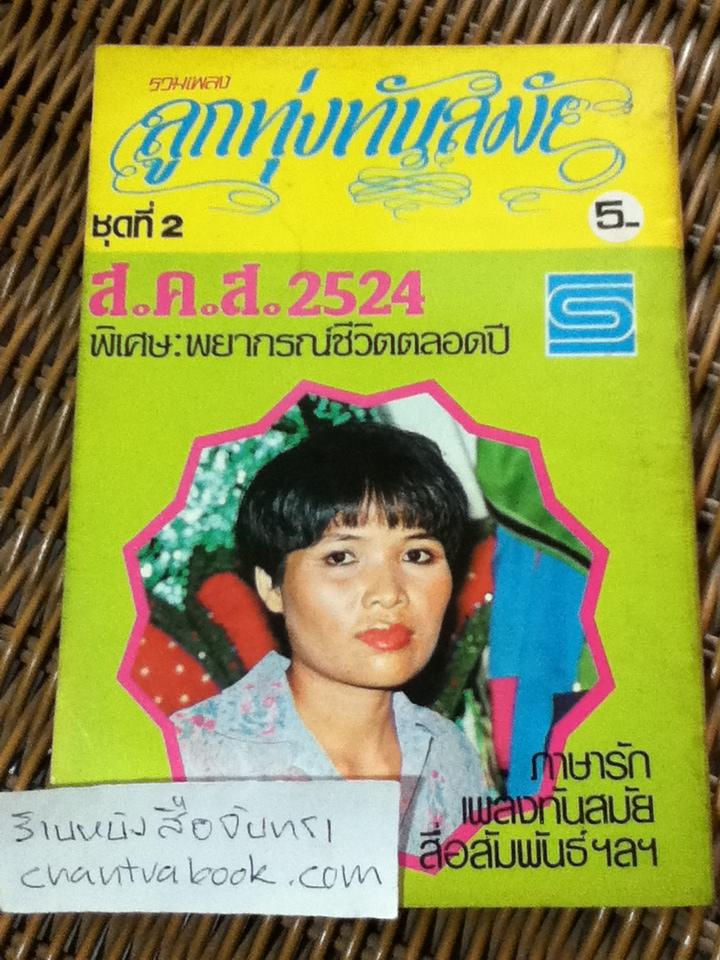 รวมเพลง
ลูกทุ่งทันสมัย
ชุดที่ 2
5.-
ส.ค.ส. 2524
พิเศษ:พยากรณ์ชีวิตตลอดปี
ภาษารัก
เพลงทันสมัย
สื่อสัมพันธ์ฯลฯ
ร้านหนังสือจันทรา
chantrabook.com